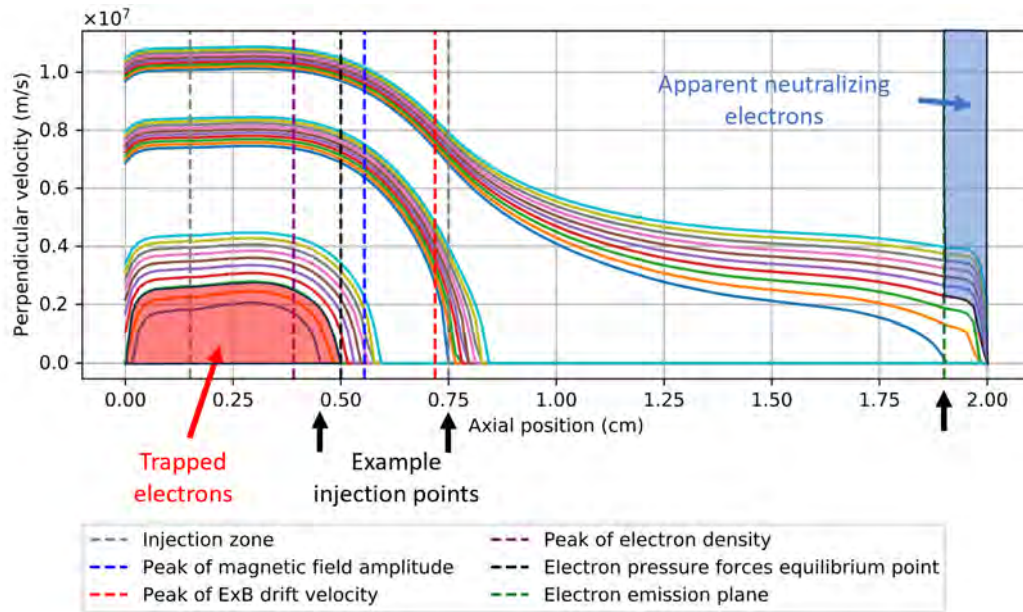 ×10⁷
Perpendicular velocity (m/s)
1.0
0.8
0.6
0.4
0.2
0.0
Apparent neutralizing
electrons
0.00 0.25 0.50 0.75 1.00 1.25 1.50 1.75 2.00
Axial position (cm)
Trapped
electrons
Example
injection points
Injection zone
Peak of magnetic field amplitude
Peak of ExB drift velocity
Peak of electron density
Electron pressure forces equilibrium point
Electron emission plane